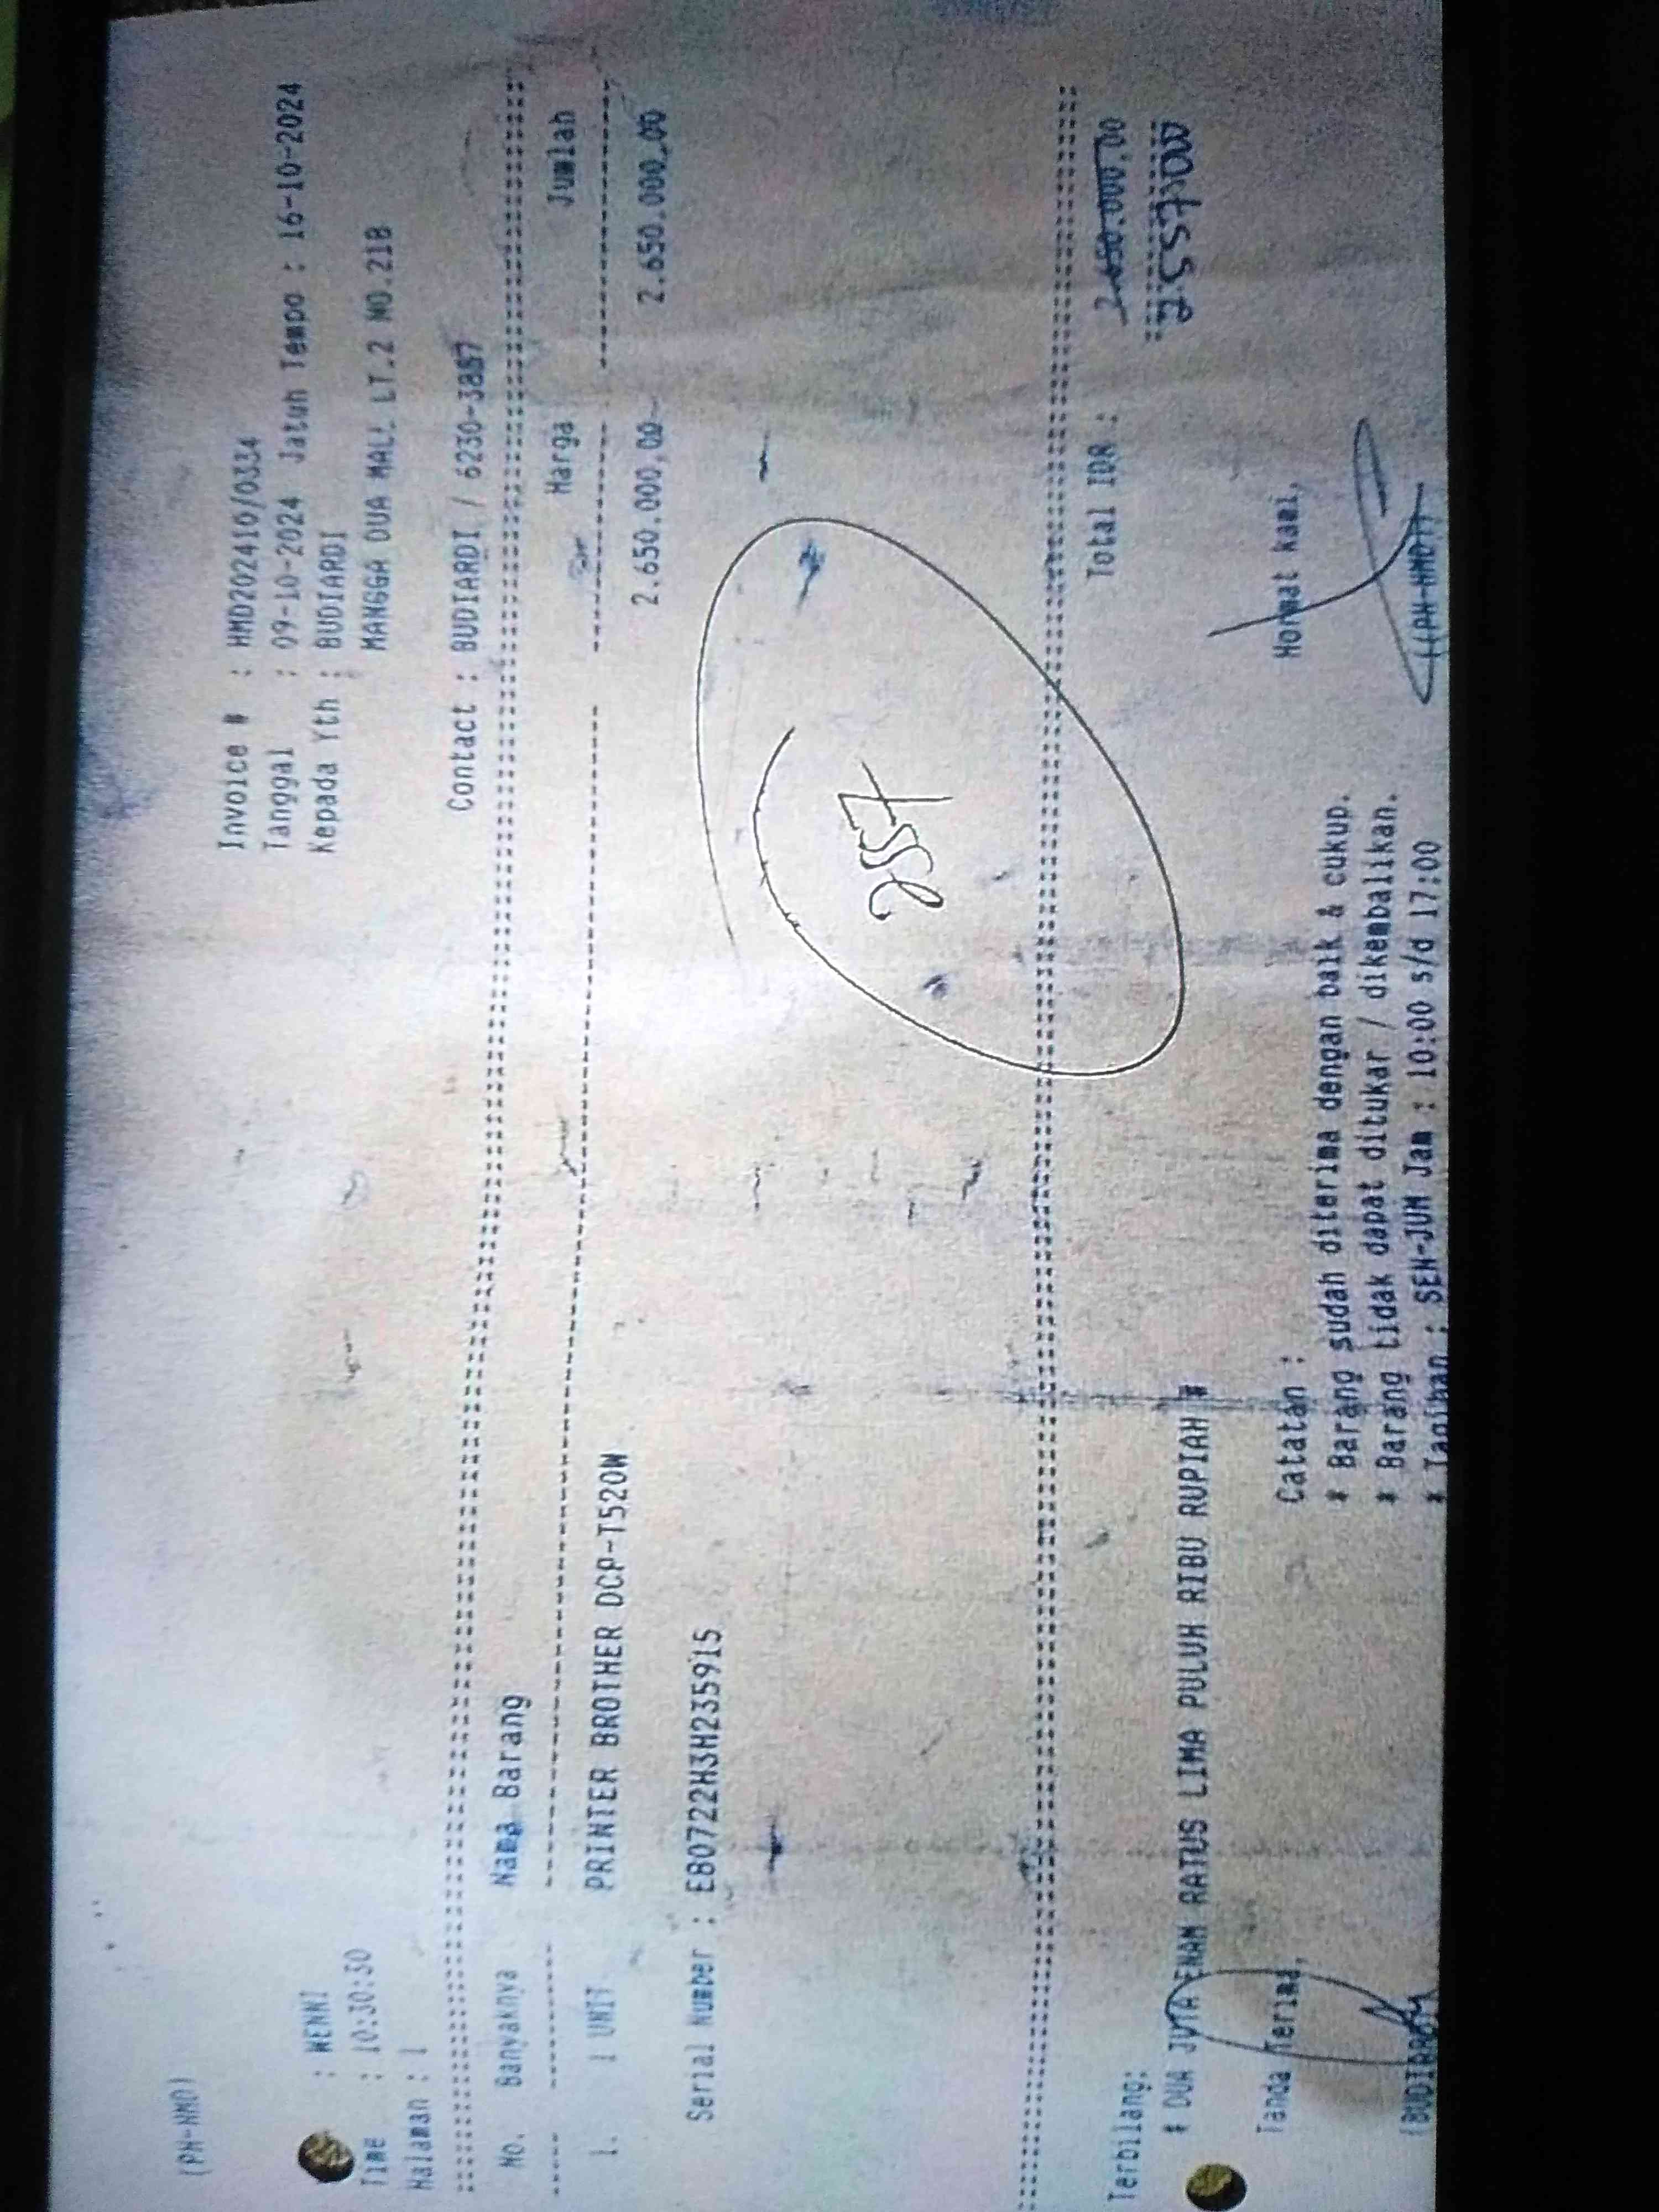 (PH-HMD)
Invoice # : HMD202410/0334
Tanggal : 09-10-2024 Jatuh Tempo : 16-10-2024
: WENNI Kepada Yth : BUDIARDI
Time : 10:30:30 MANGGA DUA MALL LT.2 NO.21B
Halaman : 1
Contact : BUDIARDI / 6230-3857
No. Banyaknya Nama Barang Harga Jumlah
1. 1 UNIT PRINTER BROTHER DCP-T520W 2.650.000,00 2.650.000,00
Serial Number : E80722H3H235915
2557
Terbilang: Total IDR : 2.650.000,00
# DUA JUTA ENAM RATUS LIMA PULUH RIBU RUPIAH #
Tanda Terima, Catatan : Hormat kami,
* Barang sudah diterima dengan baik & cukup.
* Barang tidak dapat ditukar / dikembalikan.
(BUDIARDI) * Tagihan : SEN-JUM Jam : 10:00 s/d 17:00 ((PH-HMD))